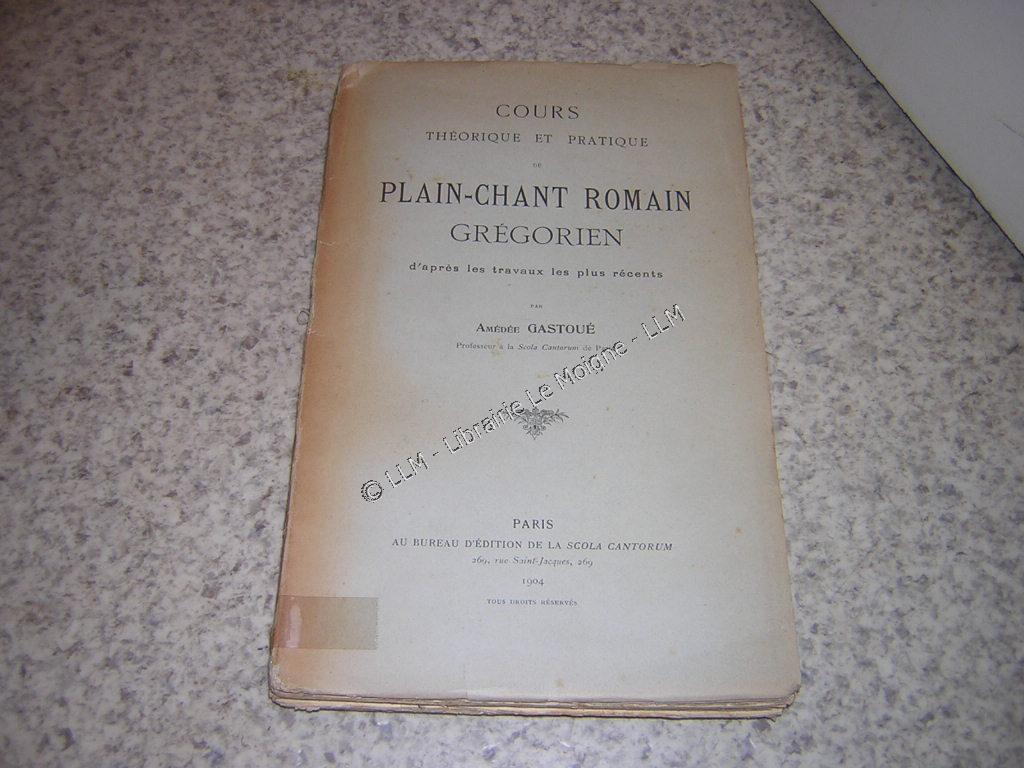 COURS
THÉORIQUE ET PRATIQUE
DE
PLAIN-CHANT ROMAIN
GRÉGORIEN
d'après les travaux les plus récents
PAR
AMÉDÉE GASTOUÉ
Professeur à la Scola Cantorum de Paris
© LLM - Librairie Le Moigne - LLM
PARIS
AU BUREAU D'ÉDITION DE LA SCOLA CANTORUM
269, rue Saint-Jacques, 269
1904
TOUS DROITS RÉSERVÉS